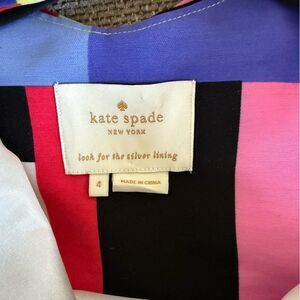 kate spade
NEW YORK
look for the silver lining
4
MADE IN CHINA